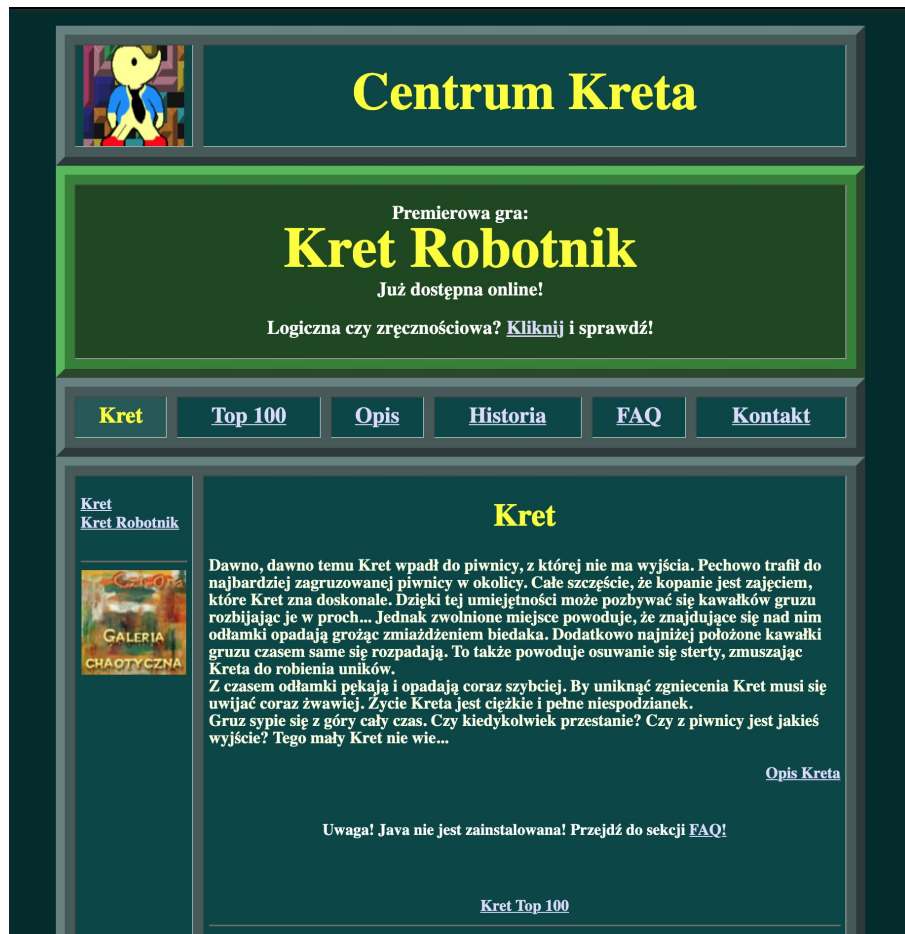 Centrum Kreta
Premierowa gra:
Kret Robotnik
Już dostępna online!
Logiczna czy zręcznościowa? Kliknij i sprawdź!
Kret
Top 100
Opis
Historia
FAQ
Kontakt
Kret
Kret Robotnik
GALERIA
CHAOTYCZNA
Kret
Dawno, dawno temu Kret wpadł do piwnicy, z której nie ma wyjścia. Pechowo trafił do
najbardziej zagruzowanej piwnicy w okolicy. Całe szczęście, że kopanie jest zajęciem,
które Kret zna doskonale. Dzięki tej umiejętności może pozbywać się kawałków gruzu
rozbijając je w proch... Jednak zwolnione miejsce powoduje, że znajdujące się nad nim
odłamki opadają grożąc zmiażdżeniem biedaka. Dodatkowo najniżej położone kawałki
gruzu czasem same się rozpadają. To także powoduje osuwanie się sterty, zmuszając
Kreta do robienia uników.
Z czasem odłamki pękają i opadają coraz szybciej. By uniknąć zgniecenia Kret musi się
uwijać coraz żwawiej. Życie Kreta jest ciężkie i pełne niespodzianek.
Gruz sypie się z góry cały czas. Czy kiedykolwiek przestanie? Czy z piwnicy jest jakieś
wyjście? Tego mały Kret nie wie...
Opis Kreta
Uwaga! Java nie jest zainstalowana! Przejdź do sekcji FAQ!
Kret Top 100